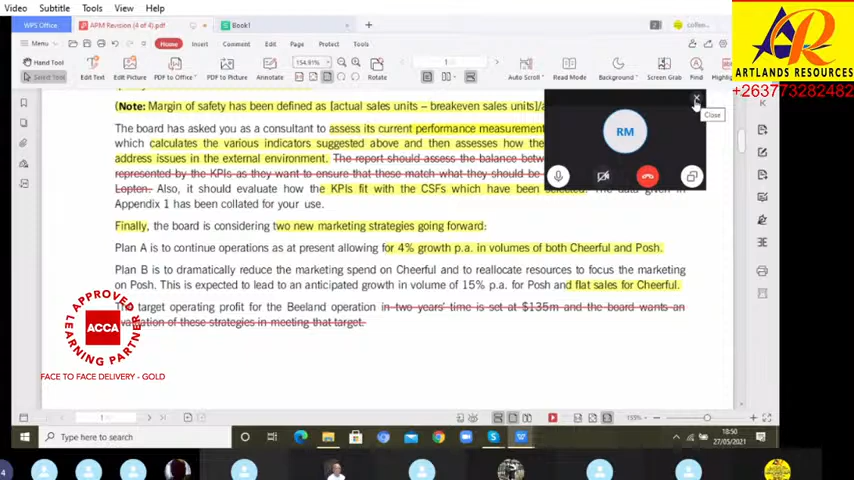 Video Subtitle Tools View Help
WPS Office APM Revision (4 of 4).pdf Book1
Menu Home Insert Comment Edit Page Protect Tools
Hand Tool 154.91%
Select Tool Edit Text Edit Picture PDF to Office PDF to Picture Annotate Rotate Auto Scroll Read Mode Background Screen Grab Find
ARTLANDS RESOURCES
+263773282482
(Note: Margin of safety has been defined as [actual sales units – breakeven sales units]/a
Close
RM
The board has asked you as a consultant to assess its current performance measurement
which calculates the various indicators suggested above and then assesses how the
address issues in the external environment. The report should assess the balance betw
represented by the KPIs as they want to ensure that these match what they should be
Lopton. Also, it should evaluate how the KPIs fit with the CSFs which have been selected. The data given in
Appendix 1 has been collated for your use.
Finally, the board is considering two new marketing strategies going forward:
Plan A is to continue operations as at present allowing for 4% growth p.a. in volumes of both Cheerful and Posh.
Plan B is to dramatically reduce the marketing spend on Cheerful and to reallocate resources to focus the marketing
on Posh. This is expected to lead to an anticipated growth in volume of 15% p.a. for Posh and flat sales for Cheerful.
The target operating profit for the Beeland operation in two years' time is set at $135m and the board wants an
evaluation of these strategies in meeting that target.
APPROVED
ACCA
LEARNING PARTNER
FACE TO FACE DELIVERY - GOLD
155%
Type here to search
18:50
27/05/2021